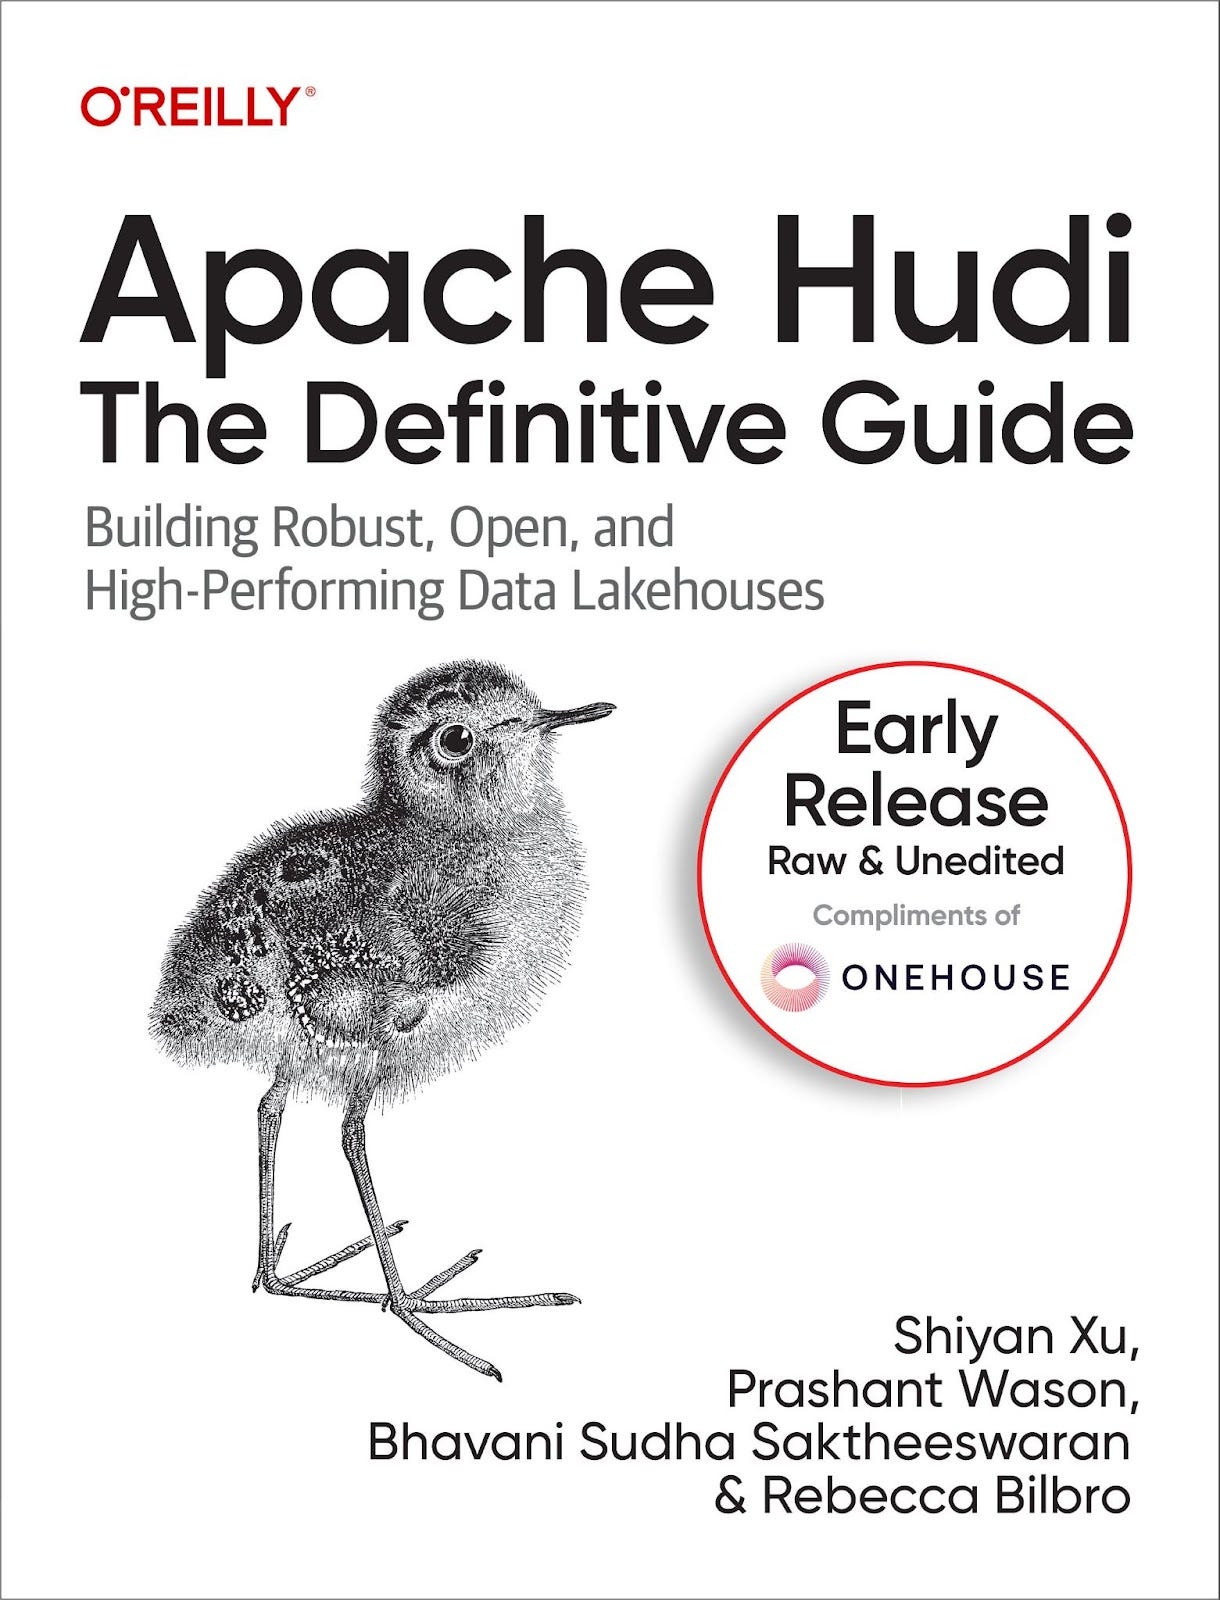 O'REILLY®
Apache Hudi
The Definitive Guide
Building Robust, Open, and
High-Performing Data Lakehouses
Early
Release
Raw & Unedited
Compliments of
ONEHOUSE
Shiyan Xu,
Prashant Wason,
Bhavani Sudha Saktheeswaran
& Rebecca Bilbro